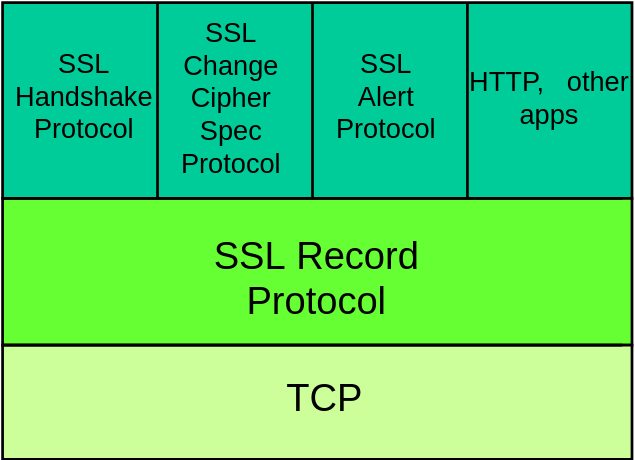 SSL
Handshake
Protocol
SSL
Change
Cipher
Spec
Protocol
SSL
Alert
Protocol
HTTP, other
apps
SSL Record
Protocol
TCP